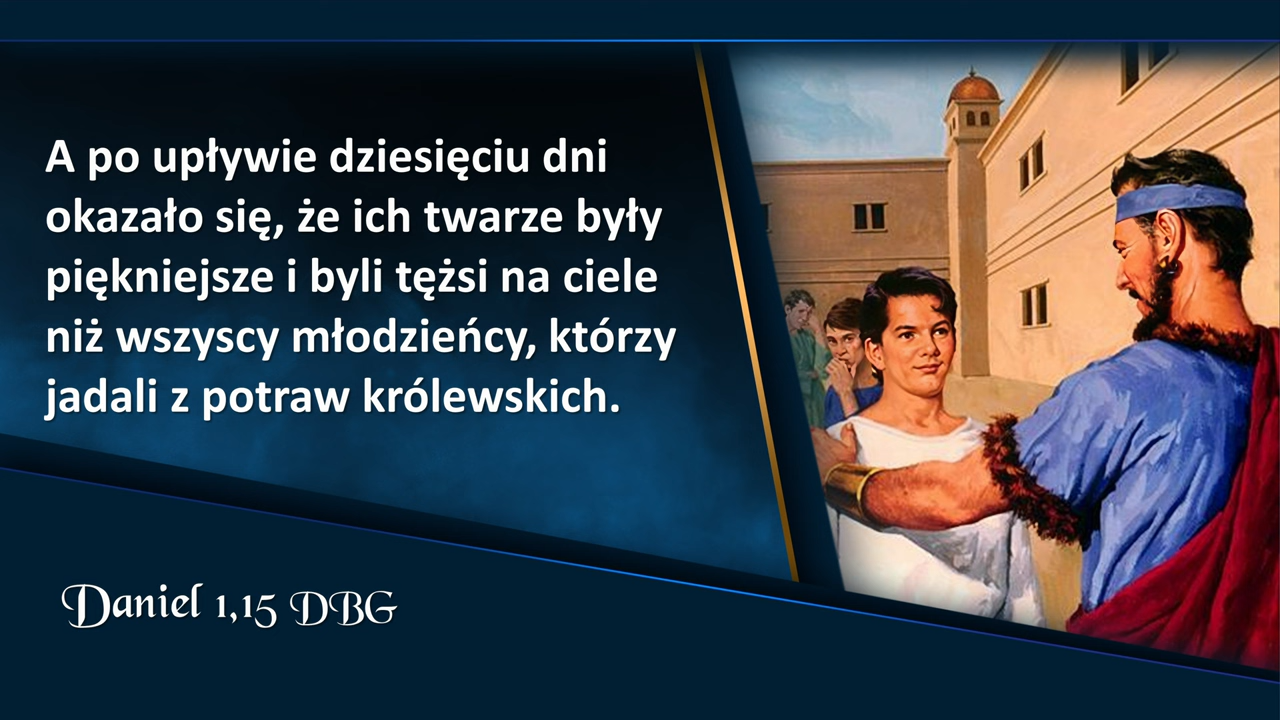 A po upływie dziesięciu dni
okazało się, że ich twarze były
piękniejsze i byli tężsi na ciele
niż wszyscy młodzieńcy, którzy
jadali z potraw królewskich.
Daniel 1,15 DBG